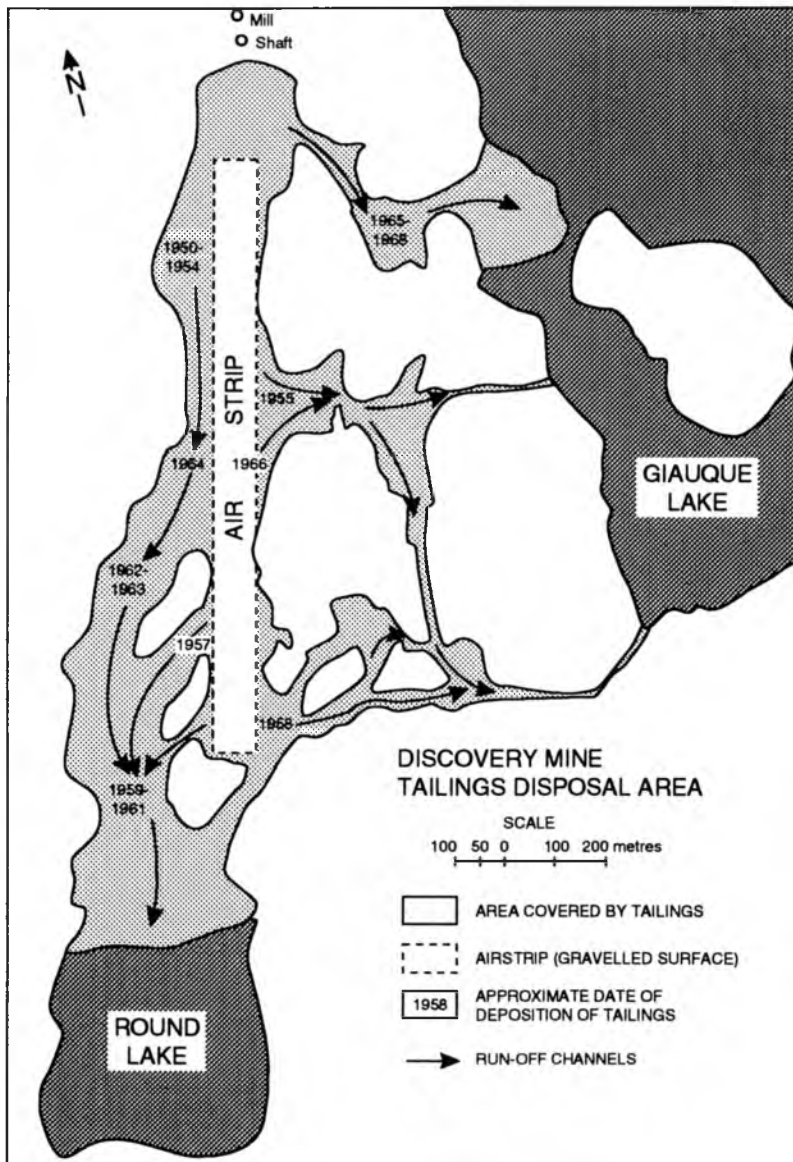 Mill
Shaft
N
1950-
1954
1965-
1968
AIR STRIP
1955
1964
1966
GIAUQUE
LAKE
1962-
1963
1957
1958
1959-
1961
DISCOVERY MINE
TAILINGS DISPOSAL AREA
SCALE
100 50 0 100 200 metres
AREA COVERED BY TAILINGS
AIRSTRIP (GRAVELLED SURFACE)
1958
APPROXIMATE DATE OF
DEPOSITION OF TAILINGS
RUN-OFF CHANNELS
ROUND
LAKE